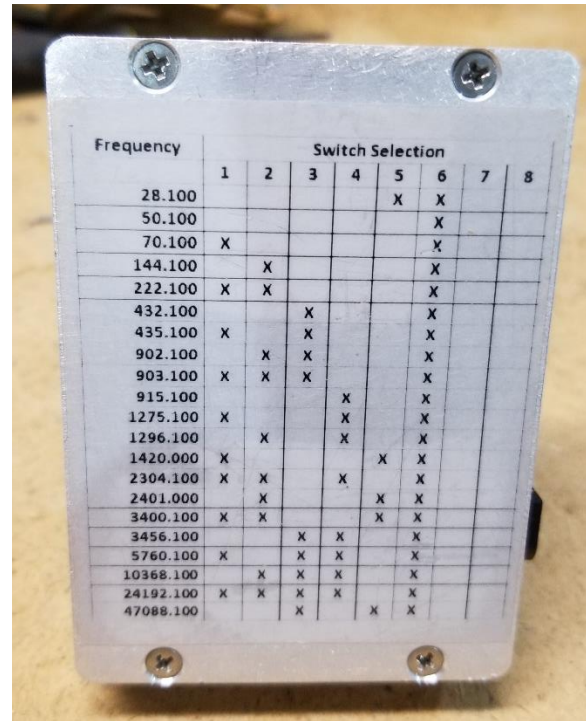 Frequency Switch Selection
1 2 3 4 5 6 7 8
28.100 X X
50.100 X
70.100 X X
144.100 X X
222.100 X X X
432.100 X X
435.100 X X X
902.100 X X X
903.100 X X X X
915.100 X X
1275.100 X X X
1296.100 X X X
1420.000 X X X
2304.100 X X X X
2401.000 X X X
3400.100 X X X X
3456.100 X X X
5760.100 X X X X
10368.100 X X X X
24192.100 X X X X X
47088.100 X X X